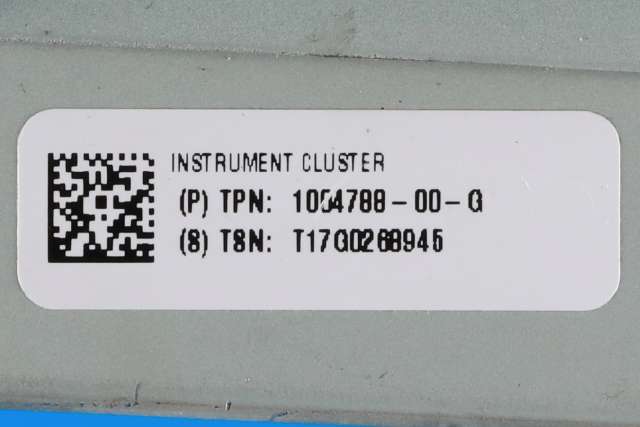 INSTRUMENT CLUSTER
(P) TPN: 1004788-00-G
(S) TSN: T17G0268945